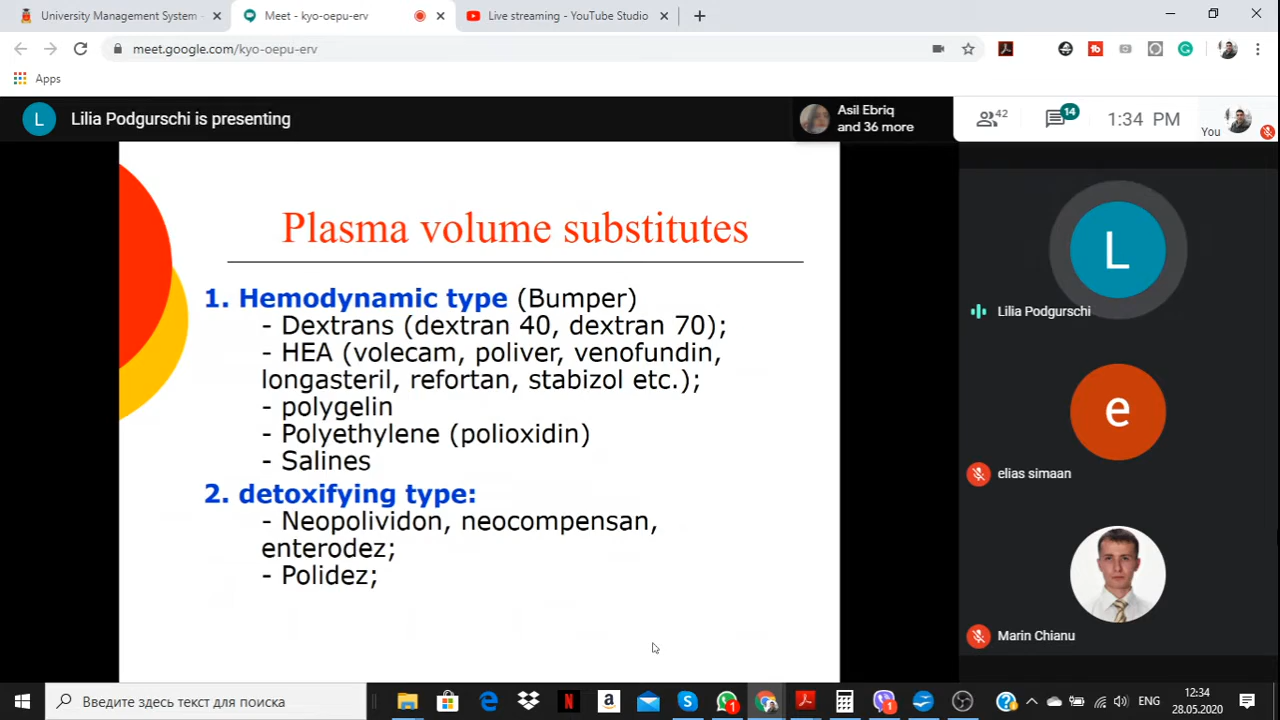 University Management System -
Meet - kyo-oepu-erv
Live streaming - YouTube Studio
meet.google.com/kyo-oepu-erv
Apps
L
Lilia Podgurschi is presenting
Asil Ebriq
and 36 more
42
14
1:34 PM
You
Plasma volume substitutes
1. Hemodynamic type (Bumper)
- Dextrans (dextran 40, dextran 70);
- HEA (volecam, poliver, venofundin,
longasteril, refortan, stabizol etc.);
- polygelin
- Polyethylene (polioxidin)
- Salines
2. detoxifying type:
- Neopolividon, neocompensan,
enterodez;
- Polidez;
L
Lilia Podgurschi
e
elias simaan
Marin Chianu
Введите здесь текст для поиска
ENG
12:34
28.05.2020